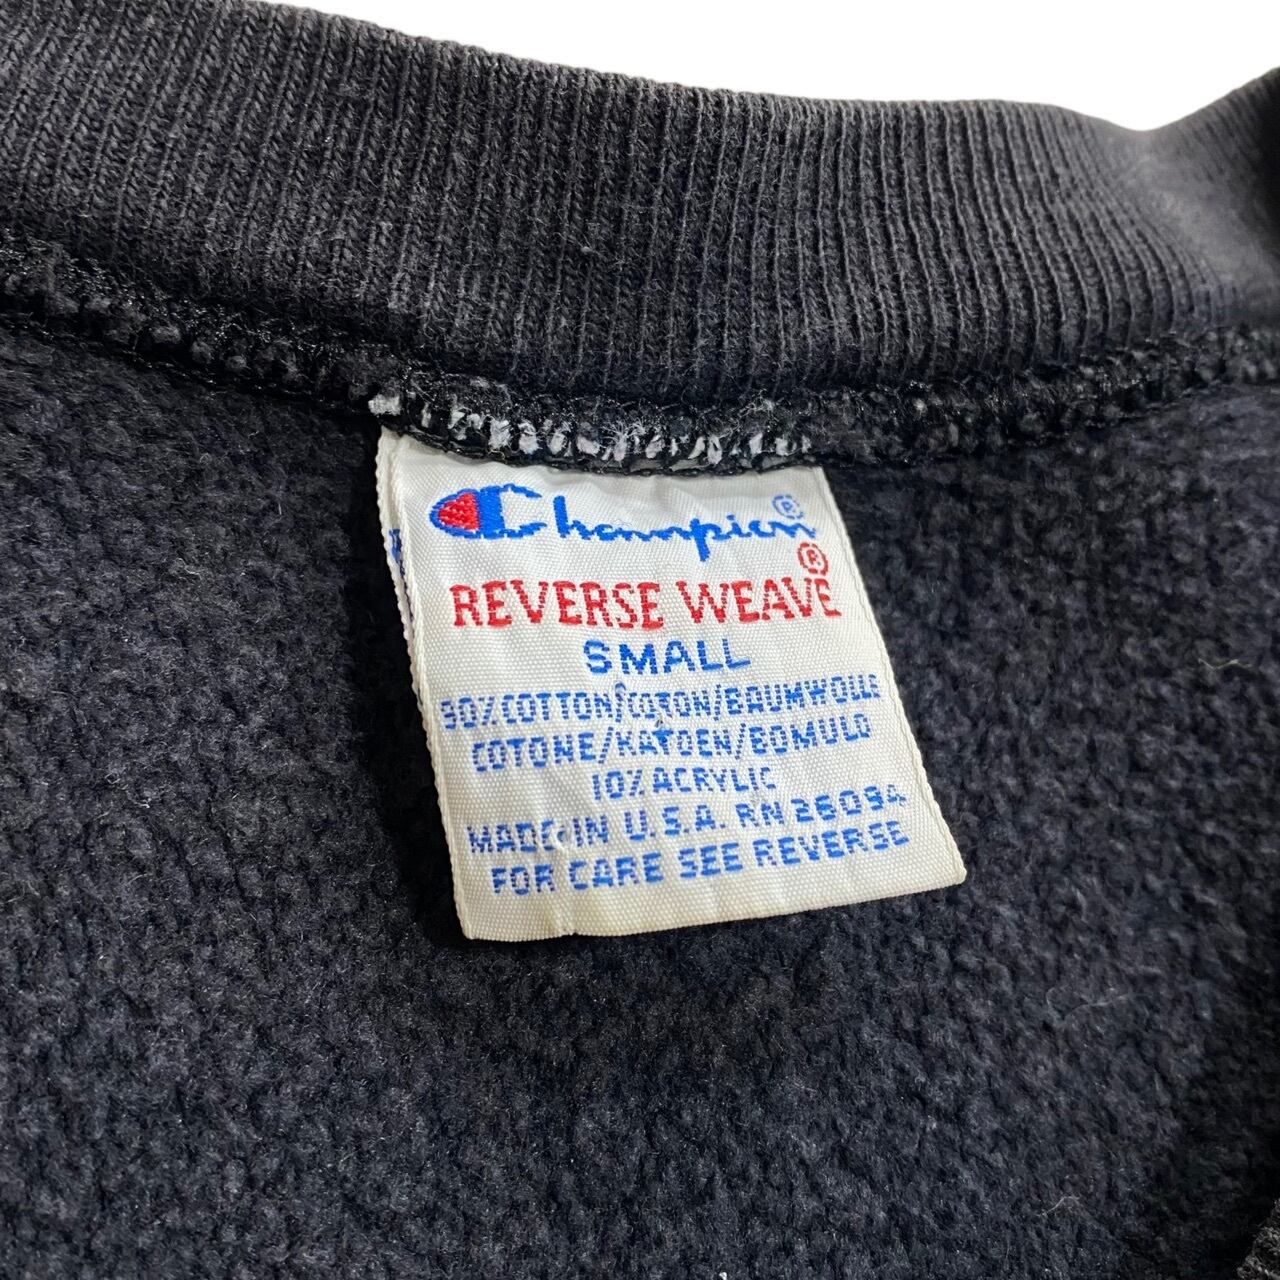 Champion®
REVERSE WEAVE®
SMALL
90% COTTON/COTON/BAUMWOLLE
COTONE/KATOEN/BOMULD
10% ACRYLIC
MADE IN U.S.A. RN 26094
FOR CARE SEE REVERSE